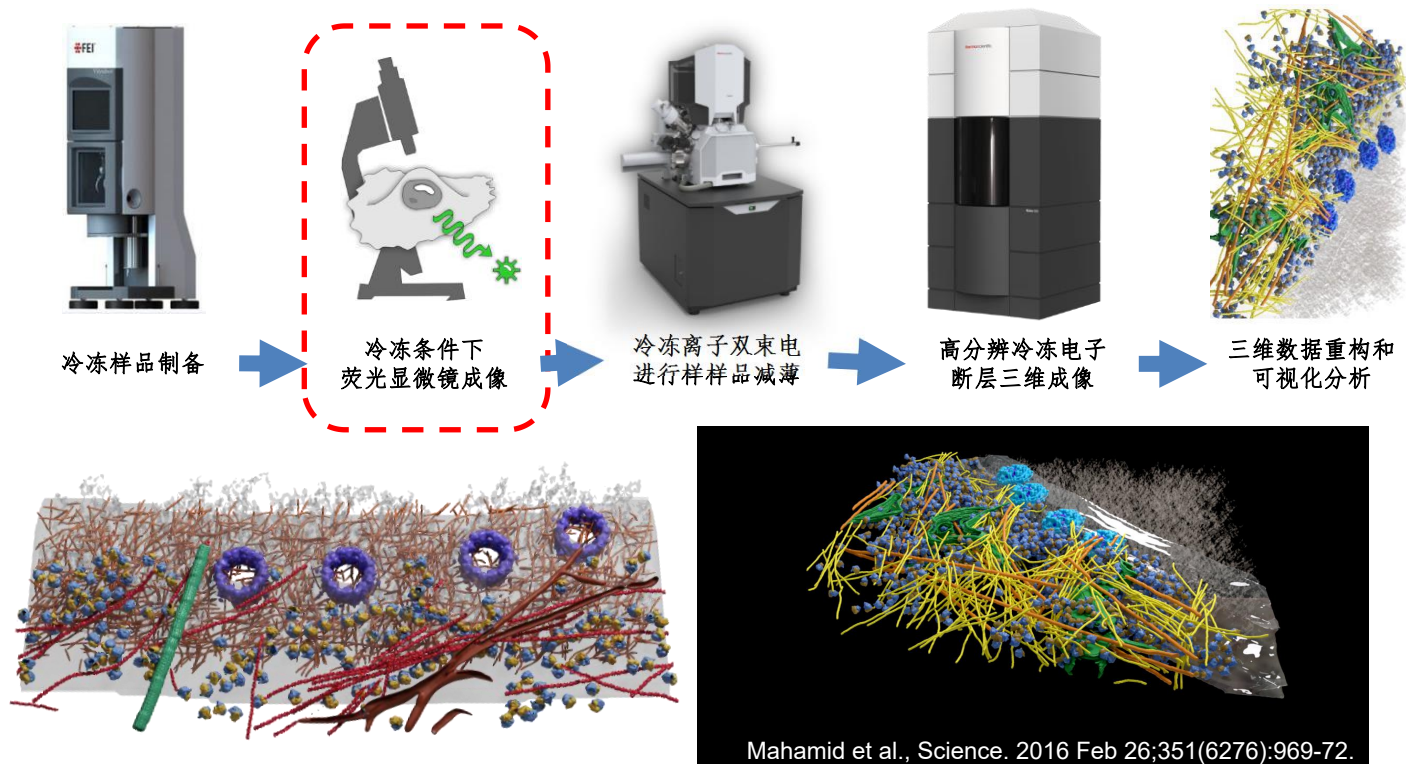 FEI
冷冻样品制备
冷冻条件下
荧光显微镜成像
冷冻离子双束电
进行样样品减薄
高分辨冷冻电子
断层三维成像
三维数据重构和
可视化分析
Mahamid et al., Science. 2016 Feb 26;351(6276):969-72.